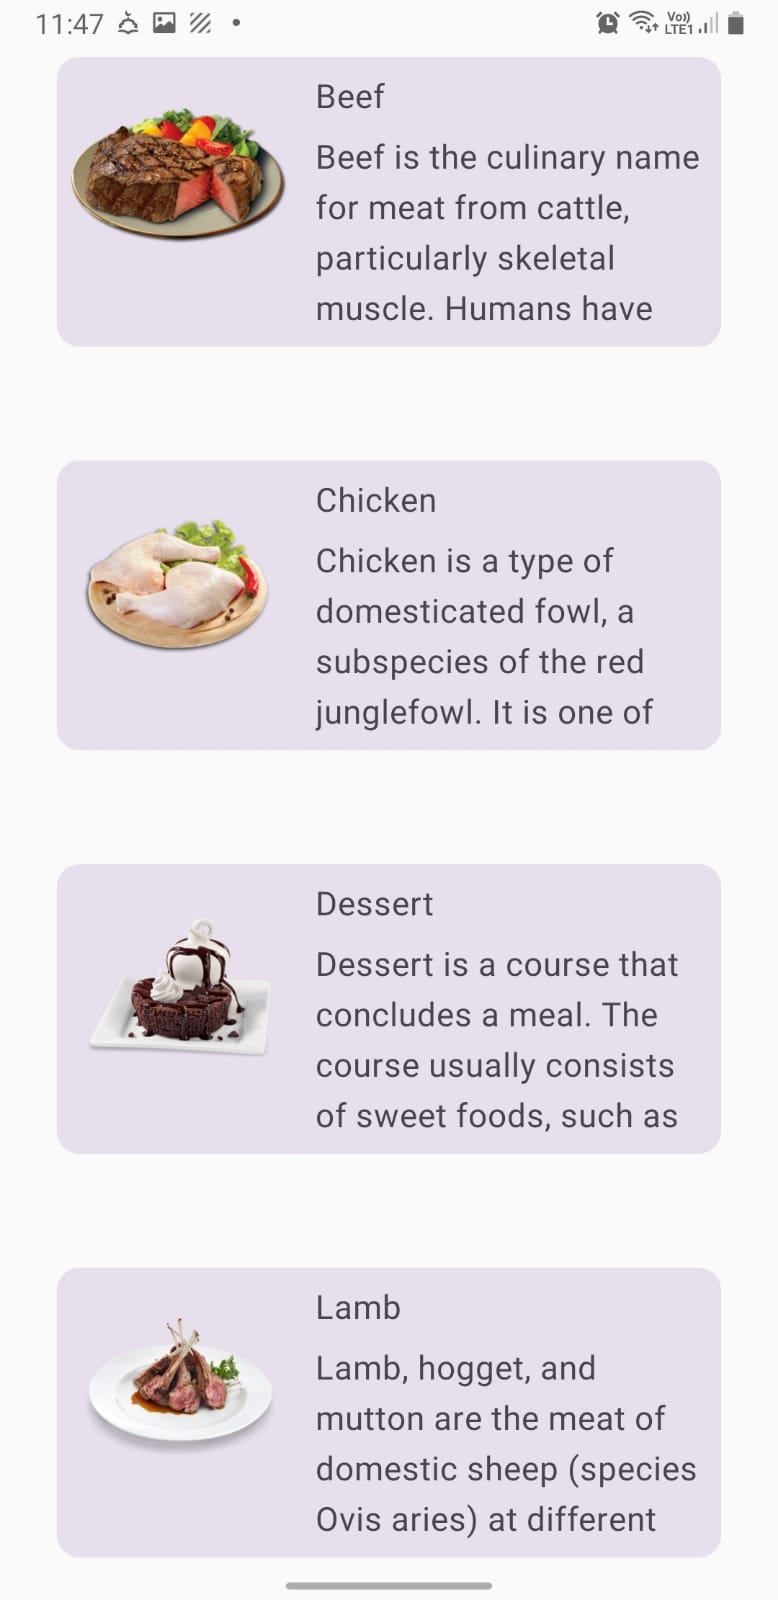 11:47
Vo))
LTE1
Beef
Beef is the culinary name
for meat from cattle,
particularly skeletal
muscle. Humans have
Chicken
Chicken is a type of
domesticated fowl, a
subspecies of the red
junglefowl. It is one of
Dessert
Dessert is a course that
concludes a meal. The
course usually consists
of sweet foods, such as
Lamb
Lamb, hogget, and
mutton are the meat of
domestic sheep (species
Ovis aries) at different